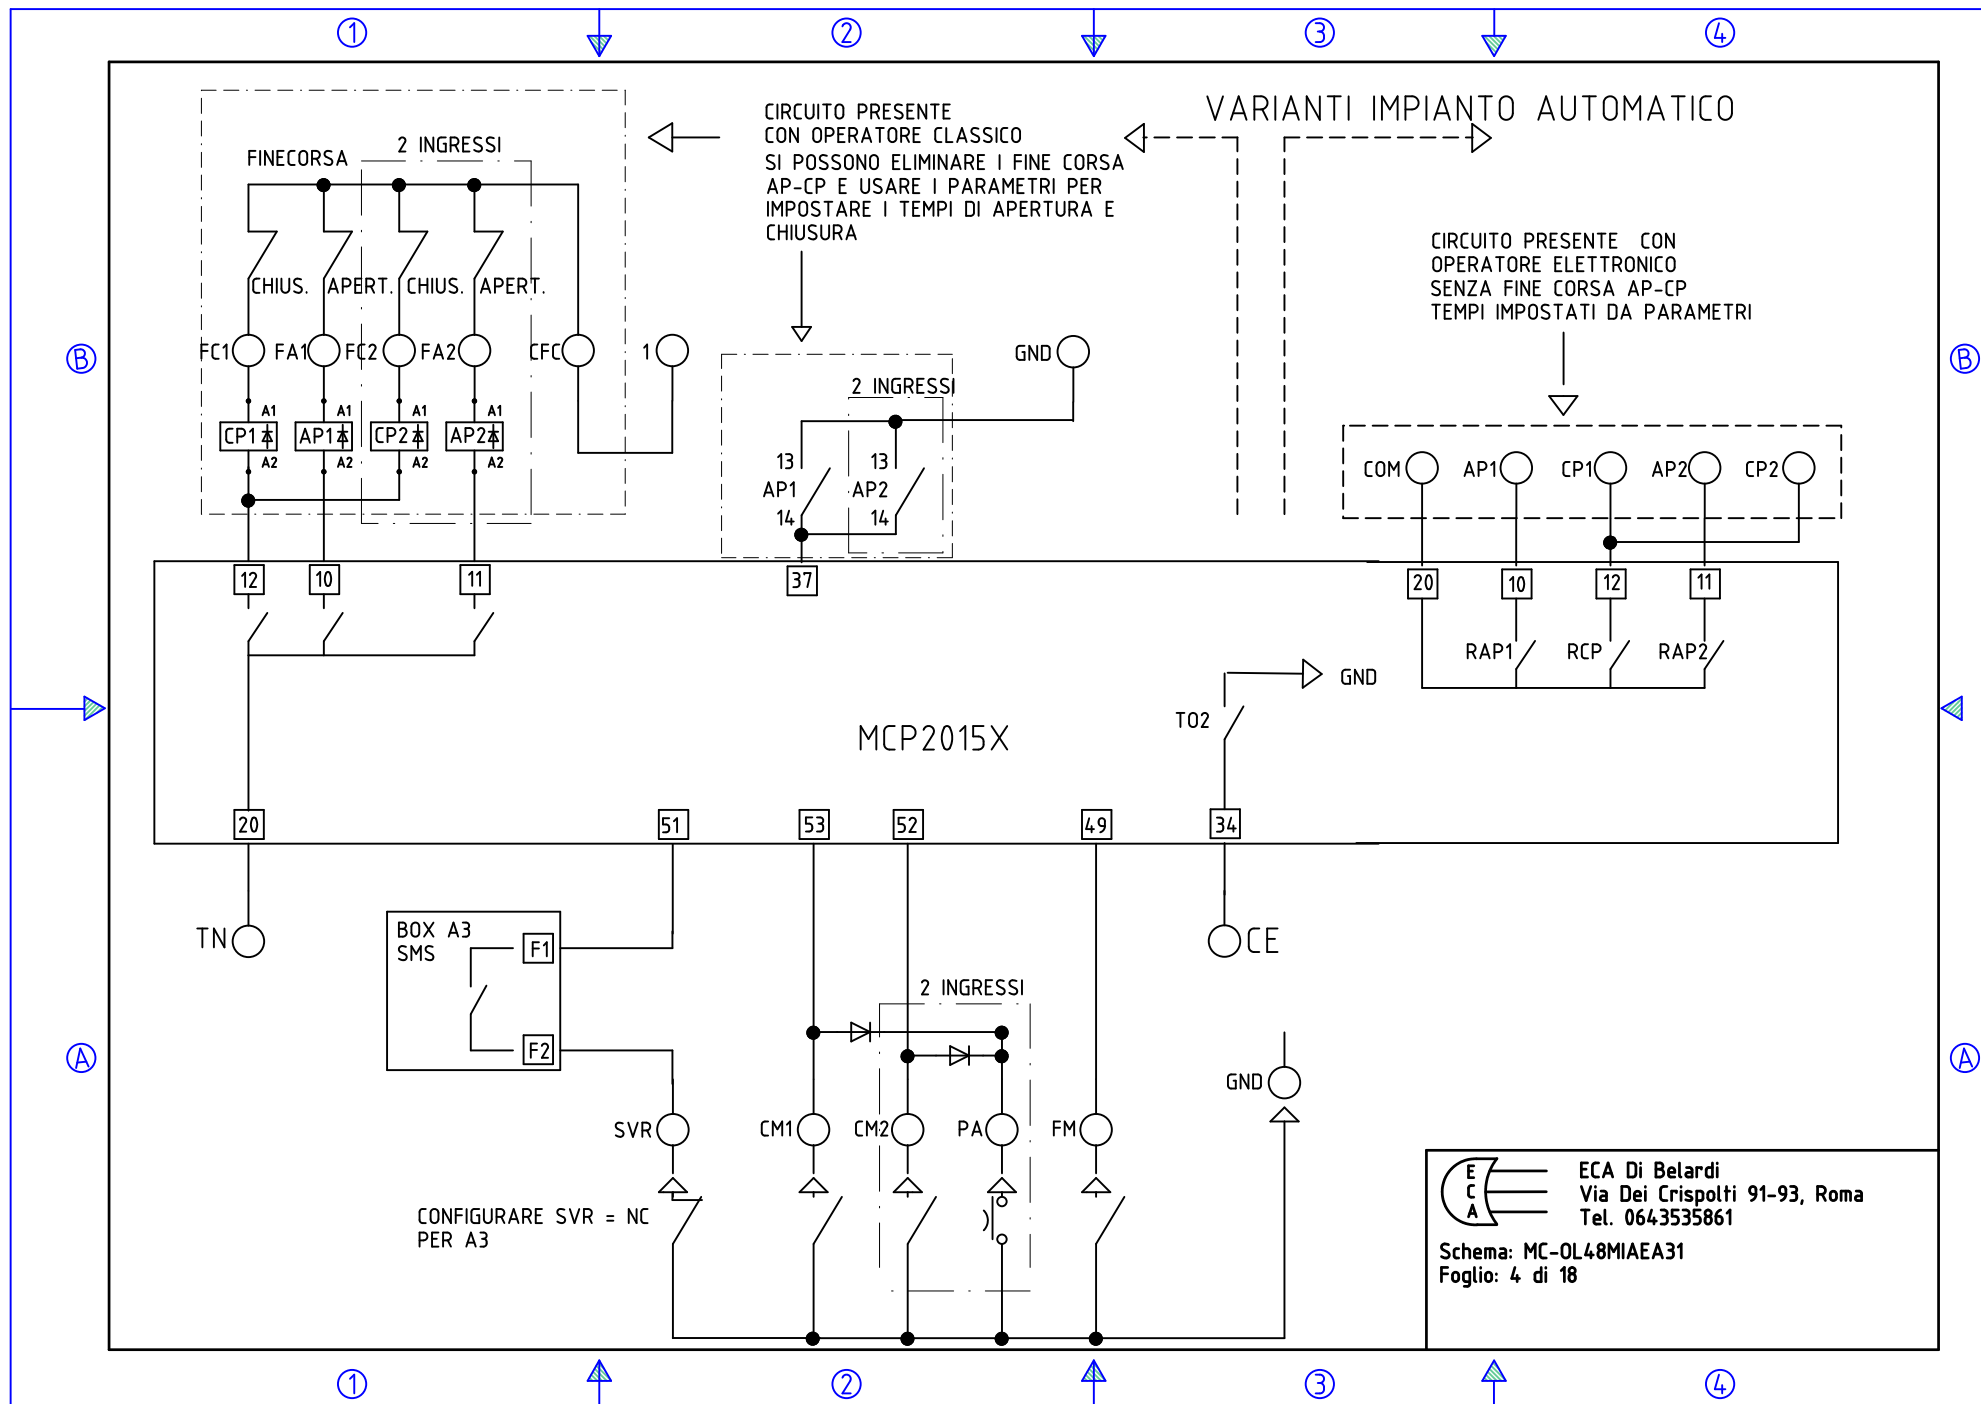 1
2
3
4
VARIANTI IMPIANTO AUTOMATICO
CIRCUITO PRESENTE
CON OPERATORE CLASSICO
SI POSSONO ELIMINARE I FINE CORSA
AP-CP E USARE I PARAMETRI PER
IMPOSTARE I TEMPI DI APERTURA E
CHIUSURA
2 INGRESSI
FINECORSA
CHIUS.
APERT.
CHIUS.
APERT.
CIRCUITO PRESENTE CON
OPERATORE ELETTRONICO
SENZA FINE CORSA AP-CP
TEMPI IMPOSTATI DA PARAMETRI
B
FC1
FA1
FC2
FA2
CFC
1
GND
B
2 INGRESSI
A1
A1
A1
A1
CP1
AP1
CP2
AP2
A2
A2
A2
A2
13
13
AP1
AP2
14
14
COM
AP1
CP1
AP2
CP2
12
10
11
37
20
10
12
11
RAP1
RCP
RAP2
GND
TO2
MCP2015X
20
51
53
52
49
34
TN
BOX A3
SMS
F1
F2
CE
2 INGRESSI
A
GND
A
SVR
CM1
CM2
PA
FM
CONFIGURARE SVR = NC
PER A3
E
C
A
ECA Di Belardi
Via Dei Crispolti 91-93, Roma
Tel. 0643535861
Schema: MC-OL48MIAEA31
Foglio: 4 di 18
1
2
3
4